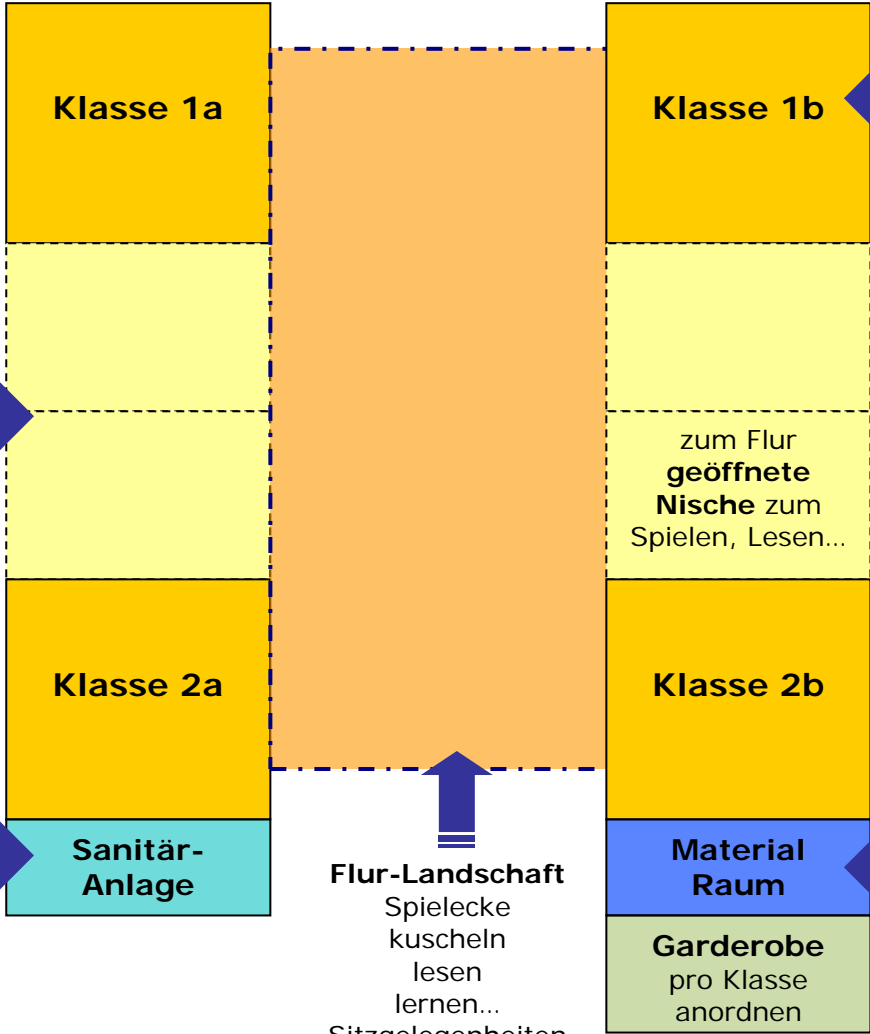 Klasse 1a
Klasse 1b
zum Flur
geöffnete
Nische zum
Spielen, Lesen...
Klasse 2a
Klasse 2b
Sanitär-
Anlage
Material
Raum
Flur-Landschaft
Spielecke
kuscheln
lesen
lernen...
Sitzgelegenheiten
Garderobe
pro Klasse
anordnen